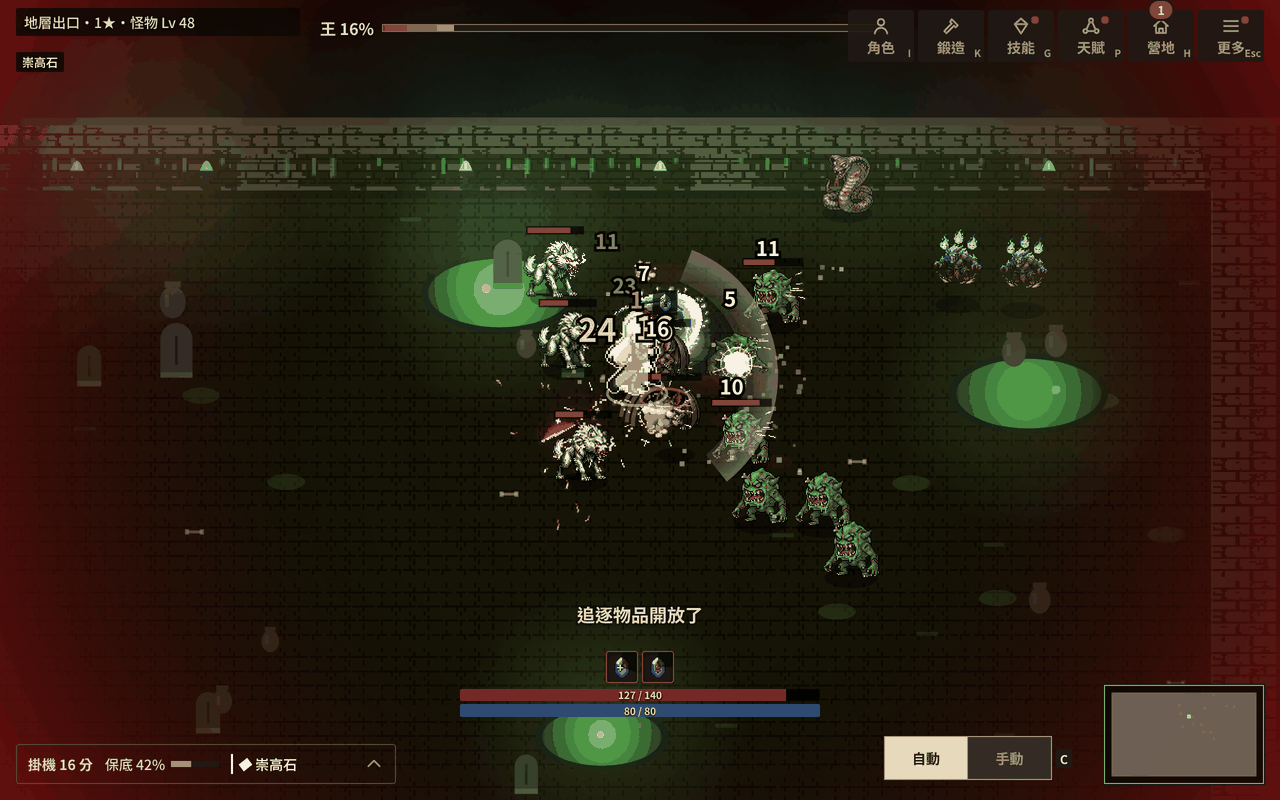 地層出口・1★・怪物 Lv 48
崇高石
王 16%
角色 I
鍛造 K
技能 G
天賦 P
1
營地 H
更多 Esc
11
11
7
23
1
5
24
116
10
追逐物品開放了
127 / 140
80 / 80
掛機 16 分 保底 42% 崇高石
自動 手動 C